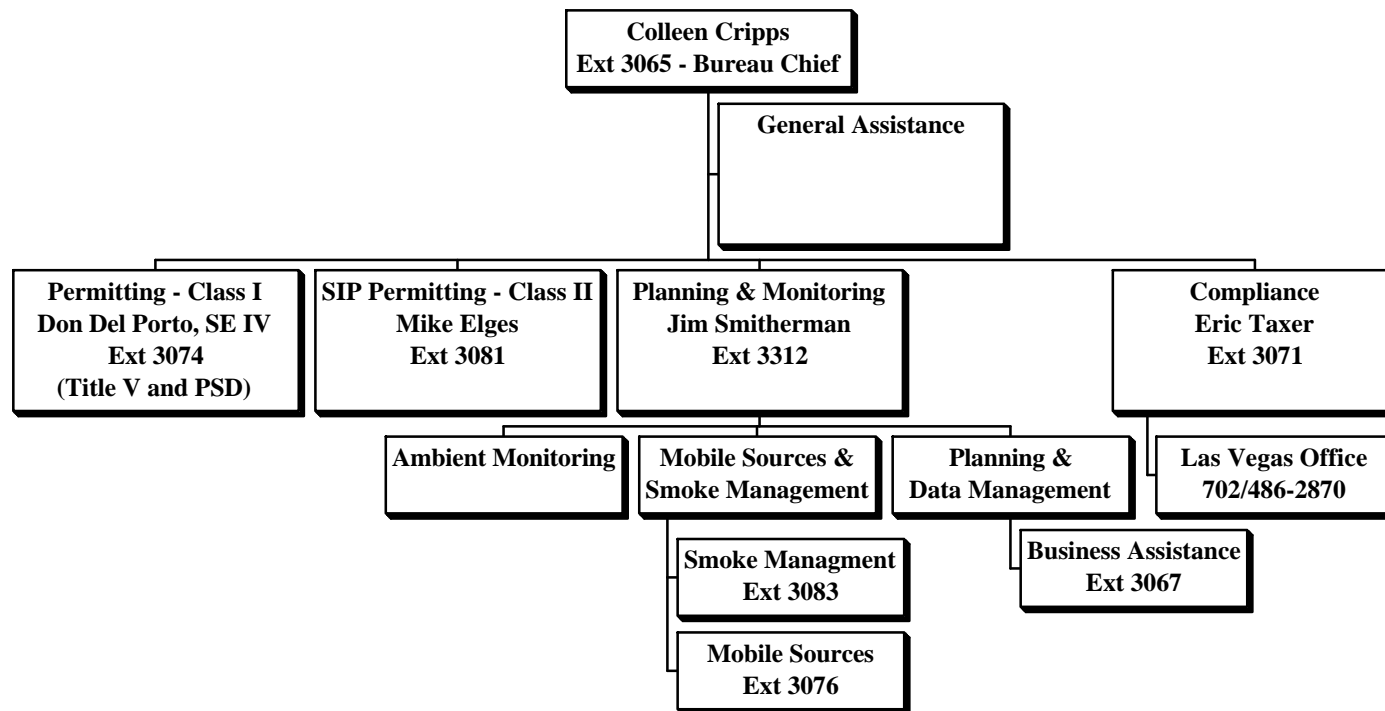 Colleen Cripps
Ext 3065 - Bureau Chief
General Assistance
Permitting - Class I
Don Del Porto, SE IV
Ext 3074
(Title V and PSD)
SIP Permitting - Class II
Mike Elges
Ext 3081
Planning & Monitoring
Jim Smitherman
Ext 3312
Compliance
Eric Taxer
Ext 3071
Ambient Monitoring
Mobile Sources &
Smoke Management
Planning &
Data Management
Las Vegas Office
702/486-2870
Smoke Managment
Ext 3083
Business Assistance
Ext 3067
Mobile Sources
Ext 3076